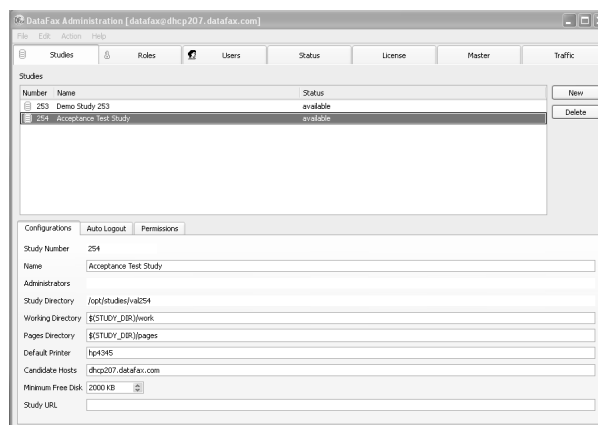 DataFax Administration [datafax@dhcp207.datafax.com]
File Edit Action Help
Studies Roles Users Status License Master Traffic
Studies
Number Name Status
253 Demo Study 253 available
254 Acceptance Test Study available
New
Delete
Configurations Auto Logout Permissions
Study Number 254
Name Acceptance Test Study
Administrators
Study Directory /opt/studies/val254
Working Directory $(STUDY_DIR)/work
Pages Directory $(STUDY_DIR)/pages
Default Printer hp4345
Candidate Hosts dhcp207.datafax.com
Minimum Free Disk 2000 KB
Study URL